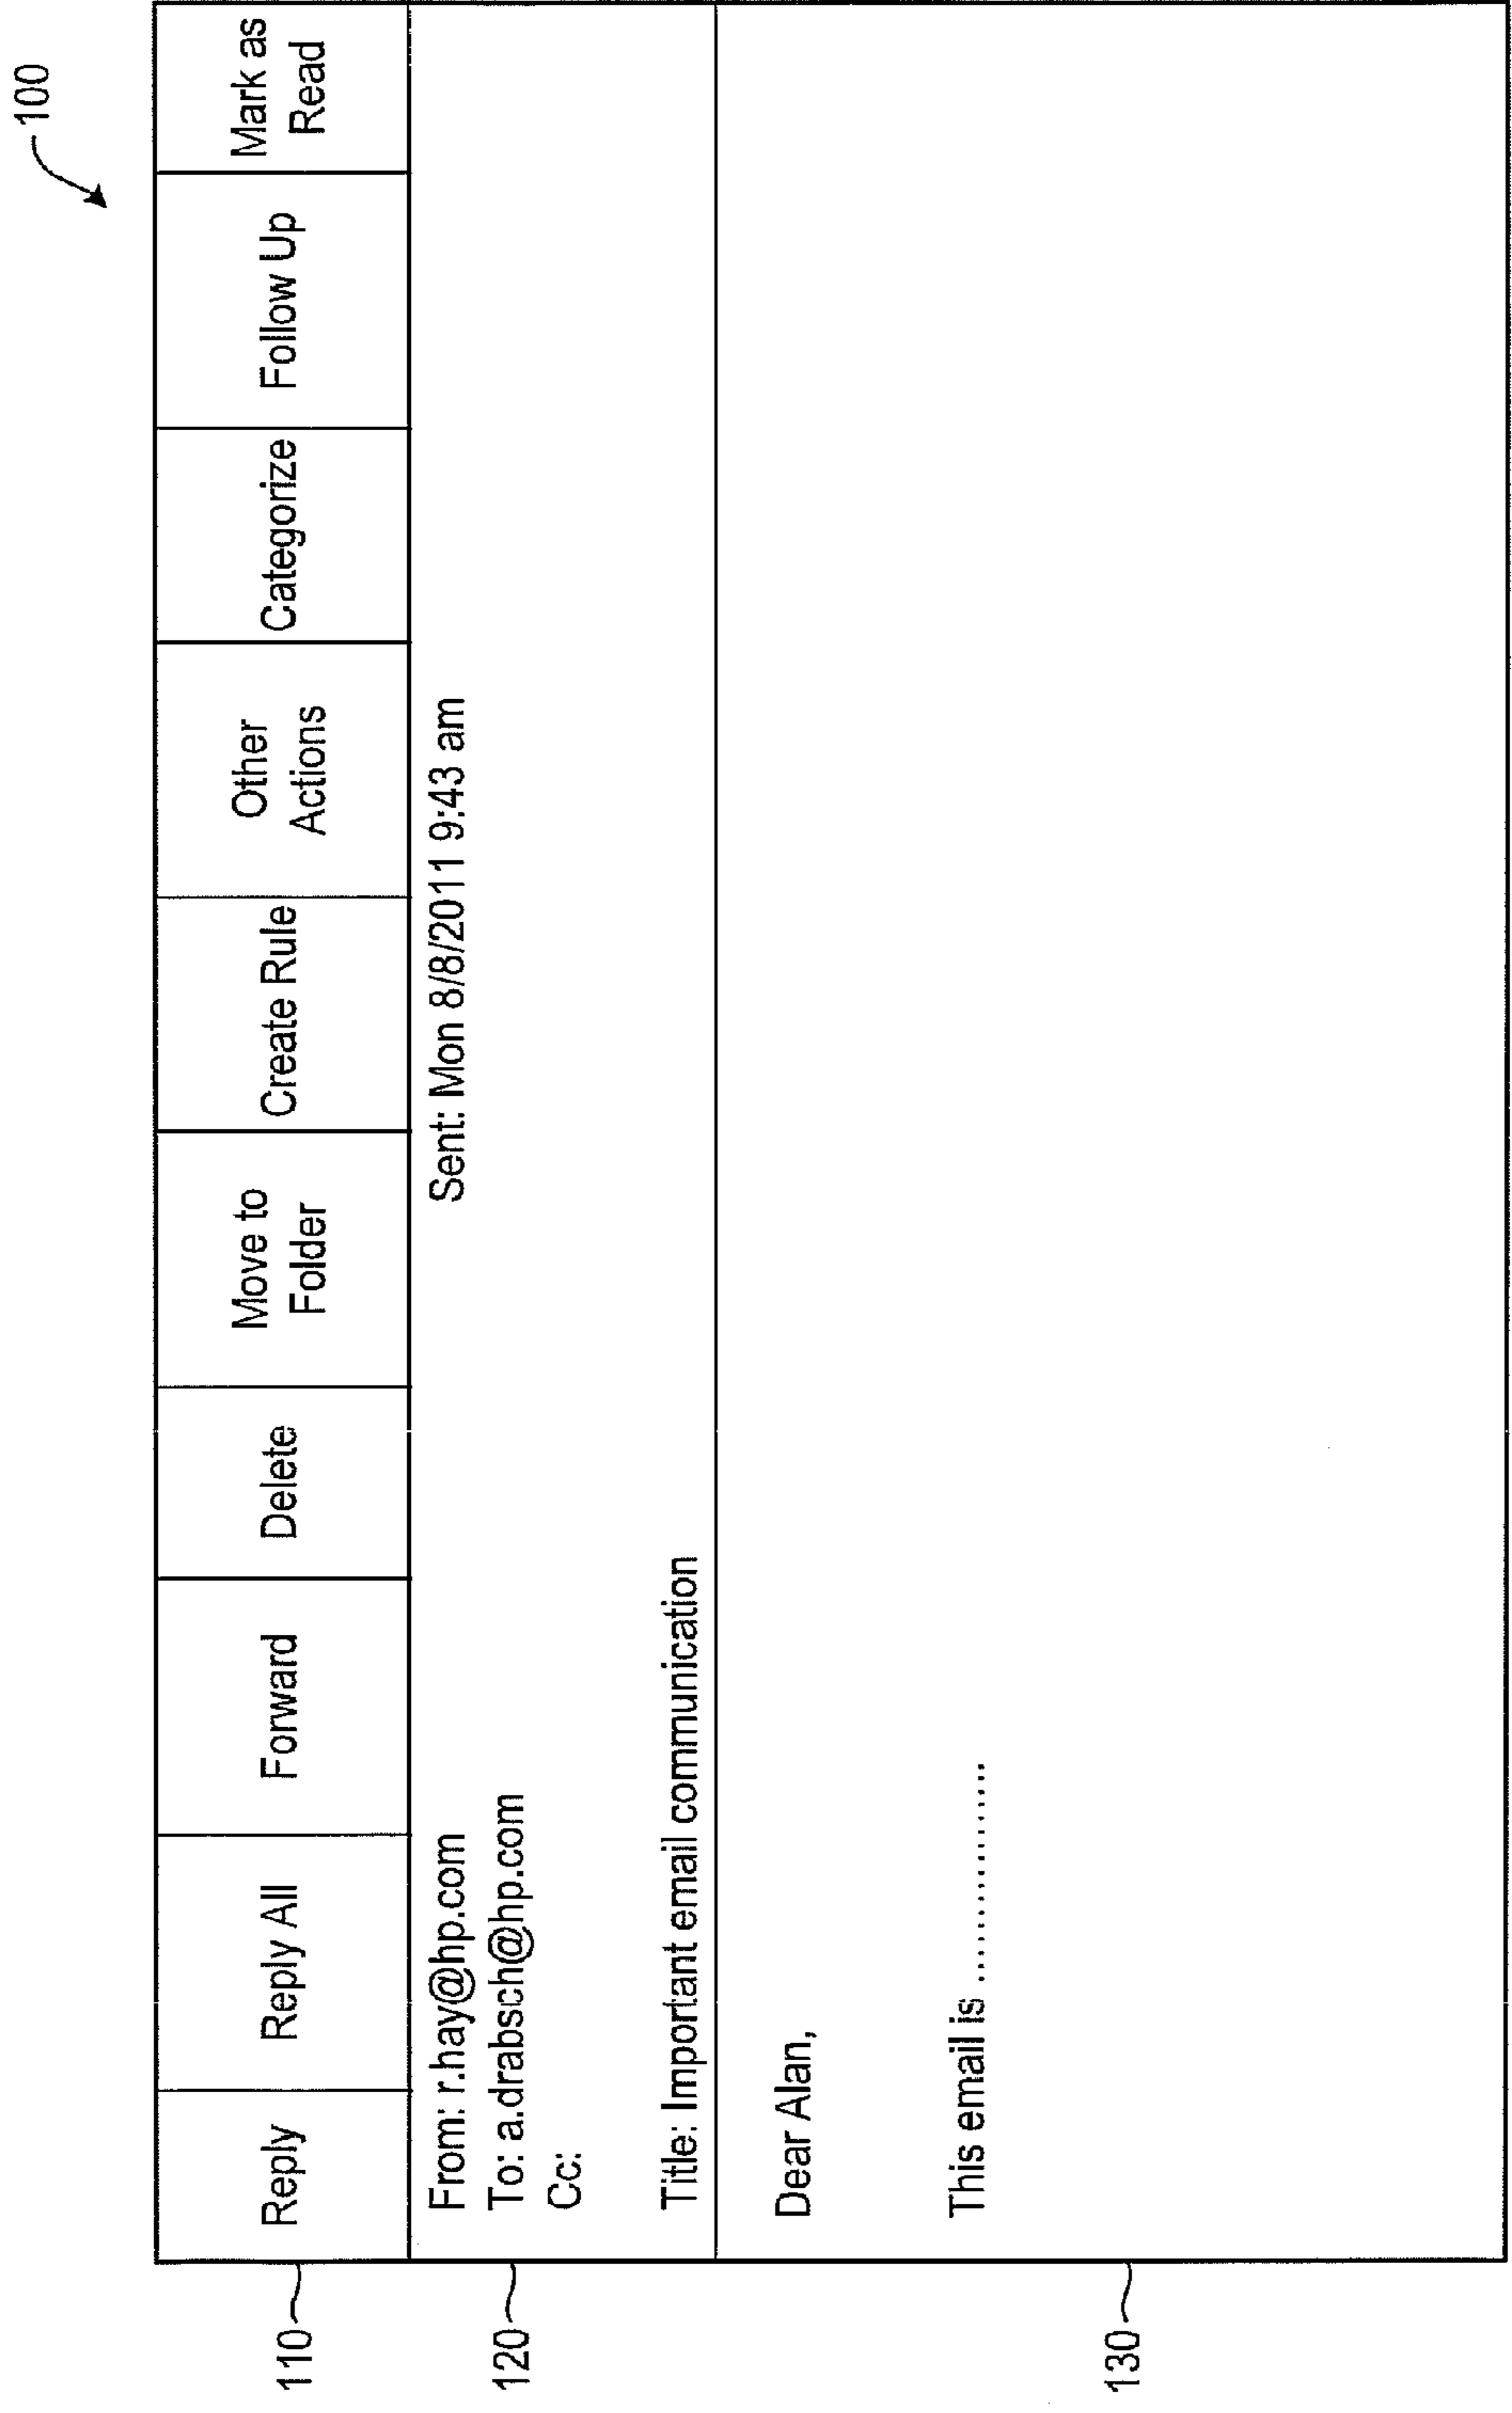 100
110
Reply
Reply All
Forward
Delete
Move to
Folder
Create Rule
Other
Actions
Categorize
Follow Up
Mark as
Read
120
From: r.hay@hp.com
Sent: Mon 8/8/2011 9:43 am
To: a.drabsch@hp.com
Cc:
Title: Important email communication
130
Dear Alan,
This email is ..................